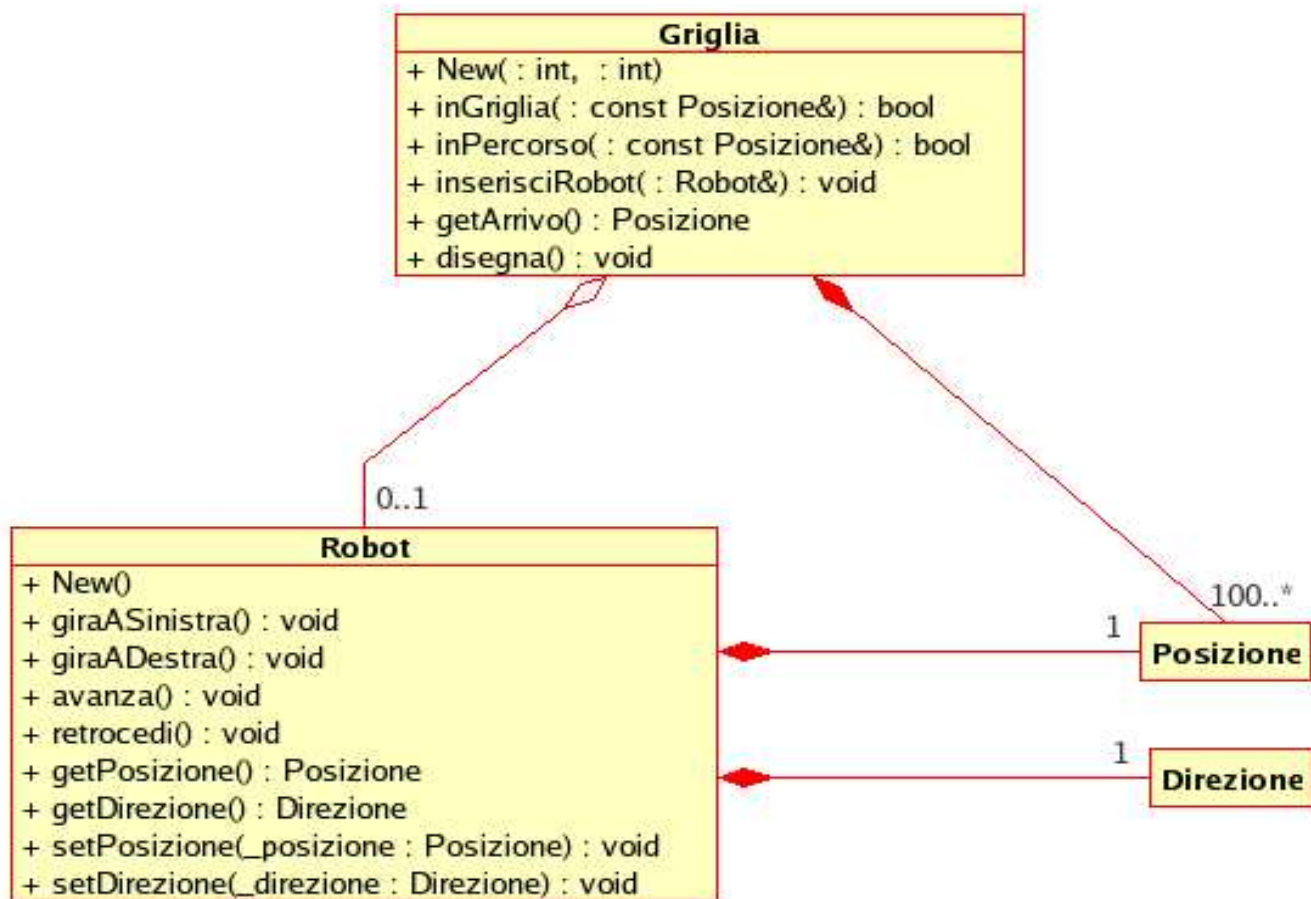 Griglia
+ New( : int,  : int)
+ inGriglia( : const Posizione&) : bool
+ inPercorso( : const Posizione&) : bool
+ inserisciRobot( : Robot&) : void
+ getArrivo() : Posizione
+ disegna() : void
0..1
100..*
Robot
+ New()
+ giraASinistra() : void
+ giraADestra() : void
+ avanza() : void
+ retrocedi() : void
+ getPosizione() : Posizione
+ getDirezione() : Direzione
+ setPosizione(_posizione : Posizione) : void
+ setDirezione(_direzione : Direzione) : void
1
Posizione
1
Direzione